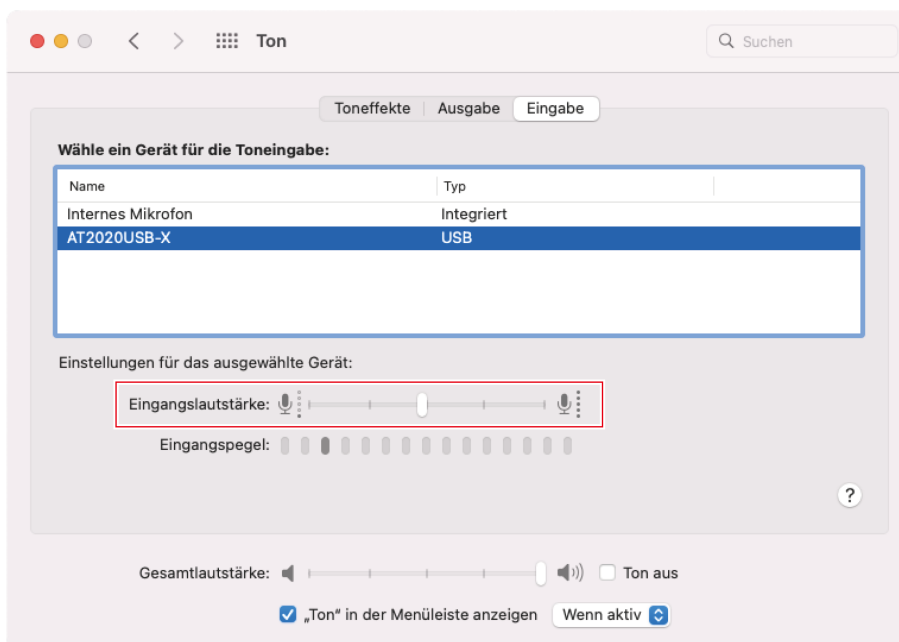 Ton
Suchen
Toneffekte Ausgabe Eingabe
Wähle ein Gerät für die Toneingabe:
Name Typ
Internes Mikrofon Integriert
AT2020USB-X USB
Einstellungen für das ausgewählte Gerät:
Eingangslautstärke:
Eingangspegel:
?
Gesamtlautstärke: Ton aus
„Ton“ in der Menüleiste anzeigen Wenn aktiv